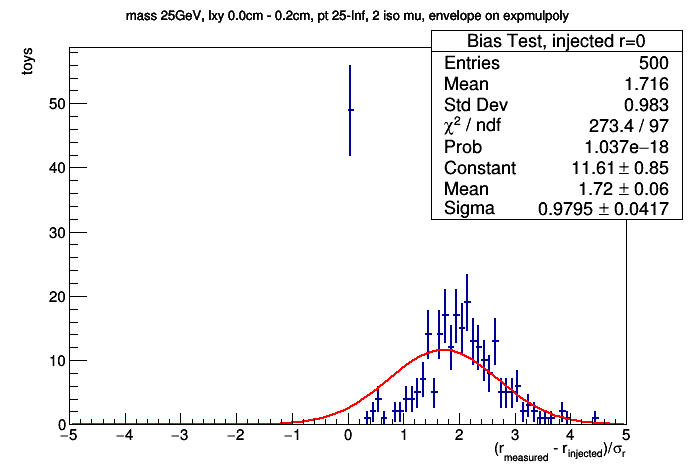 mass 25GeV, lxy 0.0cm - 0.2cm, pt 25-Inf, 2 iso mu, envelope on expmulpoly
Bias Test, injected r=0
Entries 500
Mean 1.716
Std Dev 0.983
χ² / ndf 273.4 / 97
Prob 1.037e−18
Constant 11.61 ± 0.85
Mean 1.72 ± 0.06
Sigma 0.9795 ± 0.0417
toys
50
40
30
20
10
0
−5 −4 −3 −2 −1 0 1 2 3 4 5
(r_measured - r_injected)/σ_r